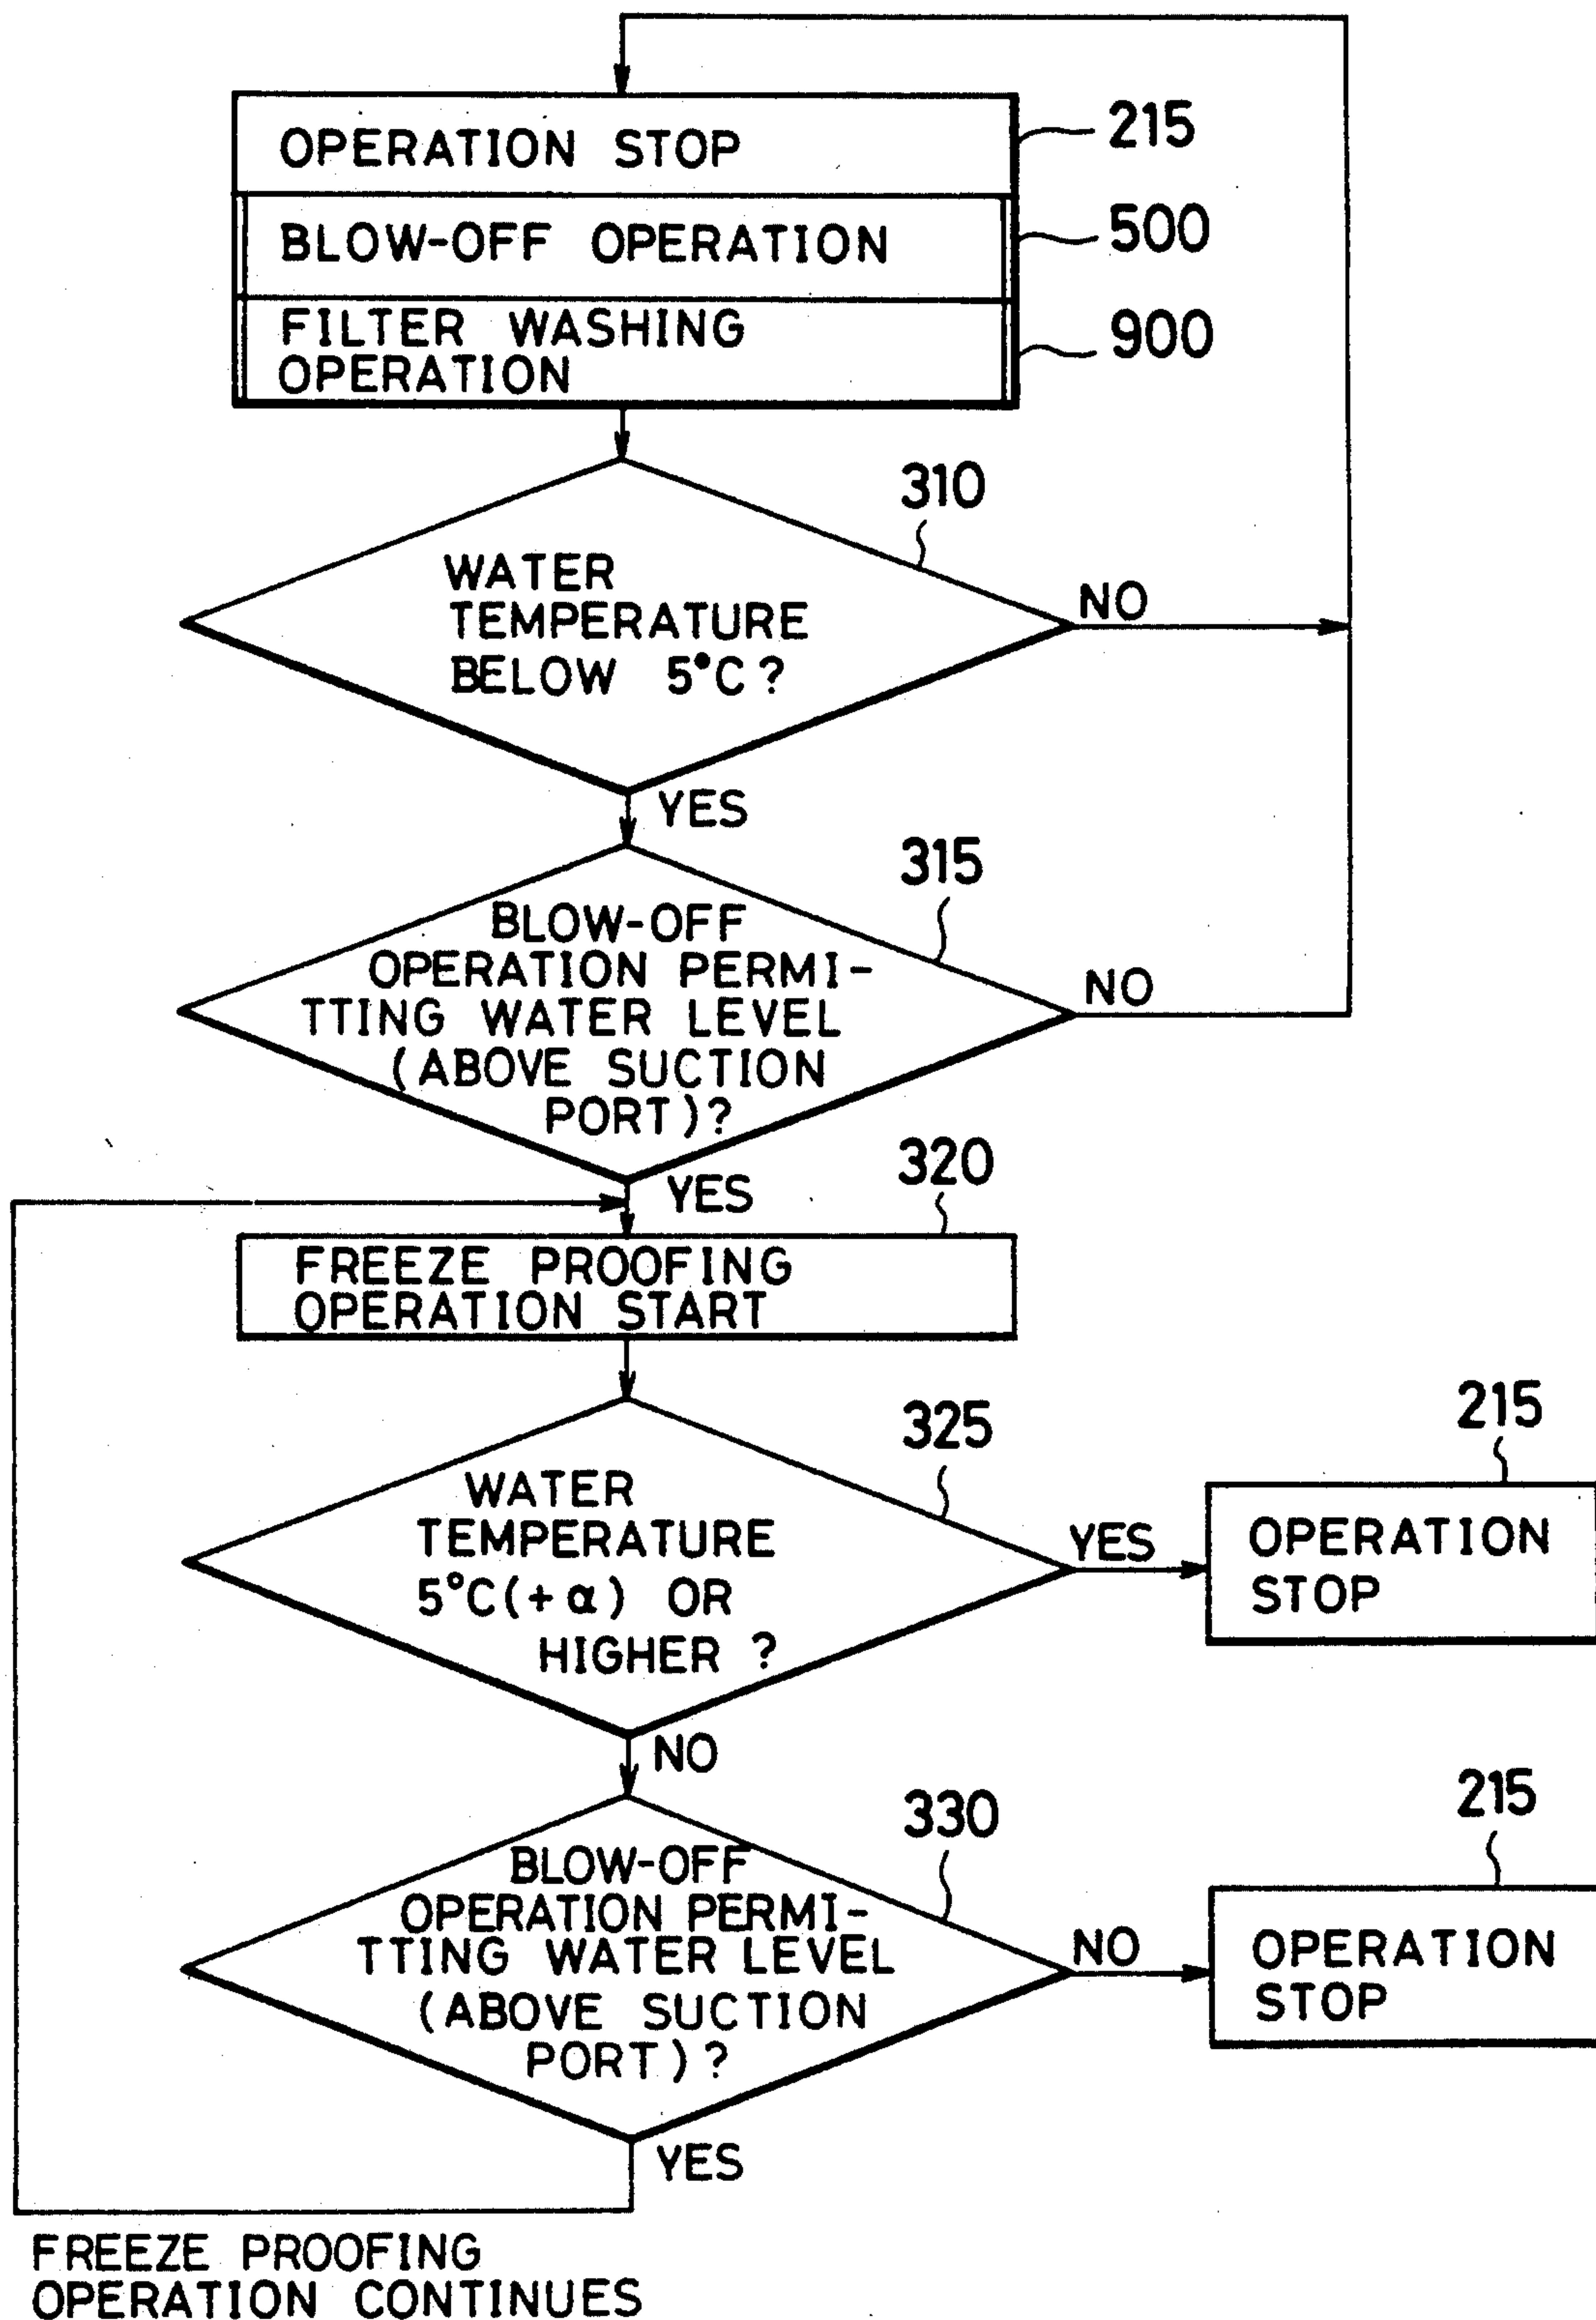 OPERATION STOP
215
BLOW-OFF OPERATION
500
FILTER WASHING
OPERATION
900
310
WATER
TEMPERATURE
BELOW 5°C?
NO
YES
315
BLOW-OFF
OPERATION PERMI-
TTING WATER LEVEL
(ABOVE SUCTION
PORT)?
NO
YES
320
FREEZE PROOFING
OPERATION START
325
WATER
TEMPERATURE
5°C(+α) OR
HIGHER ?
YES
215
OPERATION
STOP
NO
330
BLOW-OFF
OPERATION PERMI-
TTING WATER LEVEL
(ABOVE SUCTION
PORT)?
NO
215
OPERATION
STOP
YES
FREEZE PROOFING
OPERATION CONTINUES